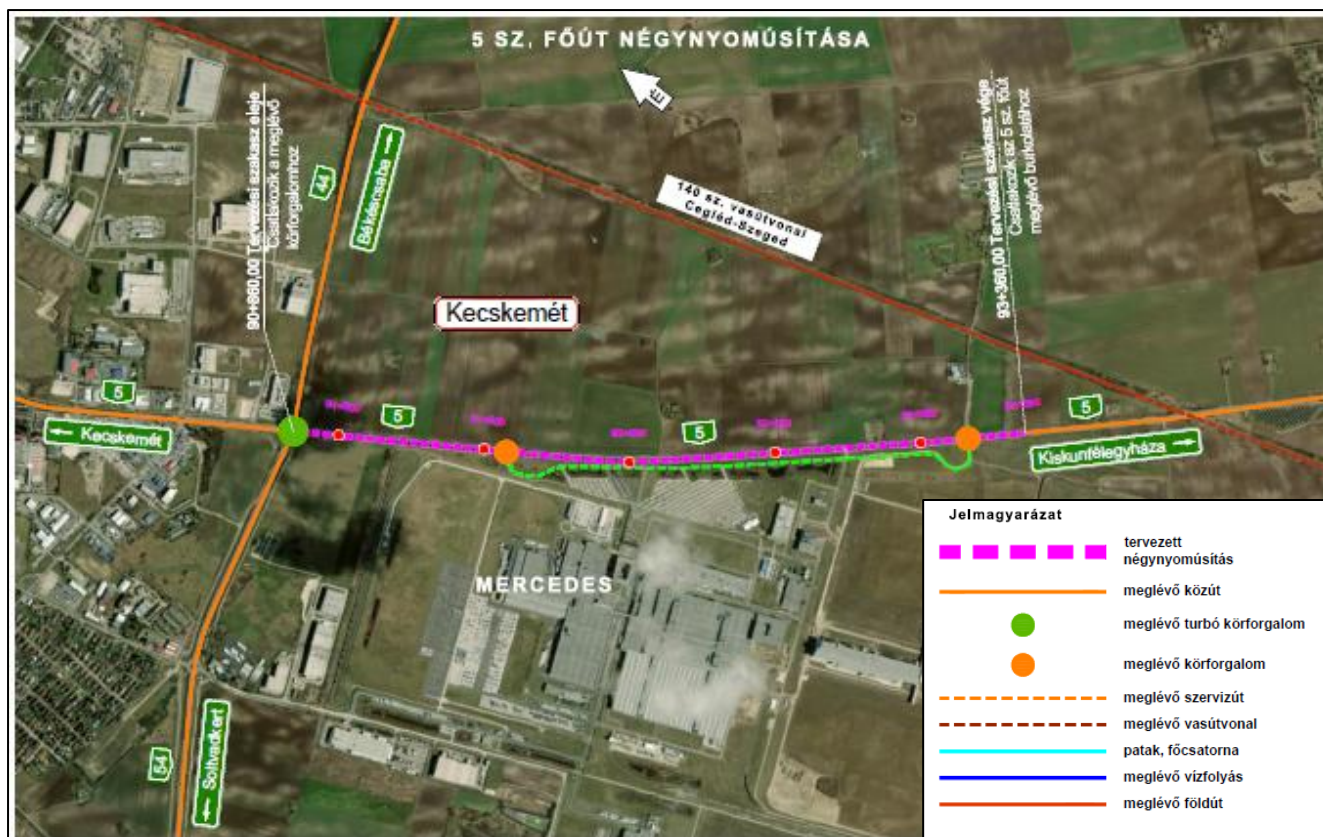 5 SZ, FŐÚT NÉGYNYOMÚSÍTÁSA
É
90+860,00 Tervezési szakasz eleje
Csatlakozik a meglévő
körforgalomhoz
44
Békéscsaba
140 sz. vasútvonal
Cegléd-Szeged
93+360,00 Tervezési szakasz vége
Csatlakozik az 5 sz. főút
meglévő burkolatához
Kecskemét
5
Kecskemét
5
5
5
Kiskunfélegyháza
MERCEDES
54
Soltvadkert
Jelmagyarázat
tervezett
négynyomúsítás
meglévő közút
meglévő turbó körforgalom
meglévő körforgalom
meglévő szervizút
meglévő vasútvonal
patak, főcsatorna
meglévő vízfolyás
meglévő földút